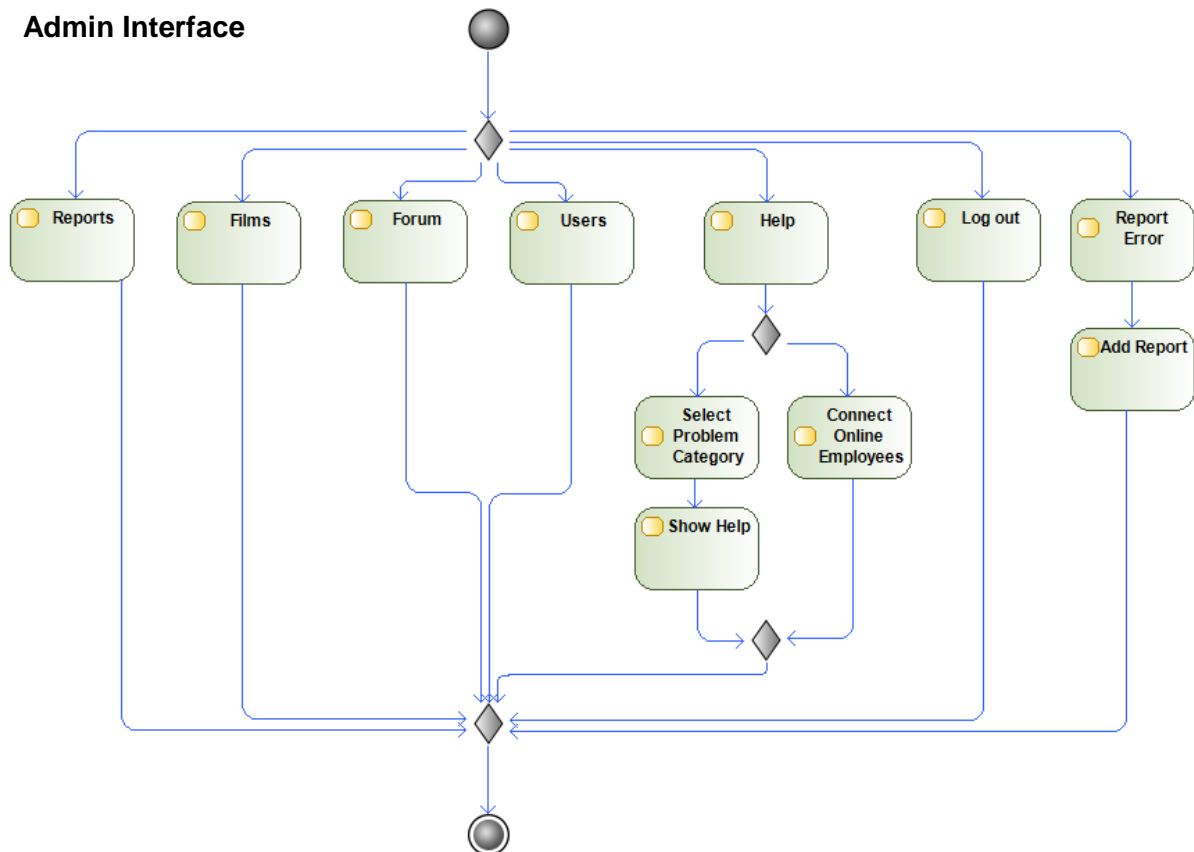 Admin Interface
Reports
Films
Forum
Users
Help
Log out
Report
Error
Add Report
Select
Problem
Category
Connect
Online
Employees
Show Help